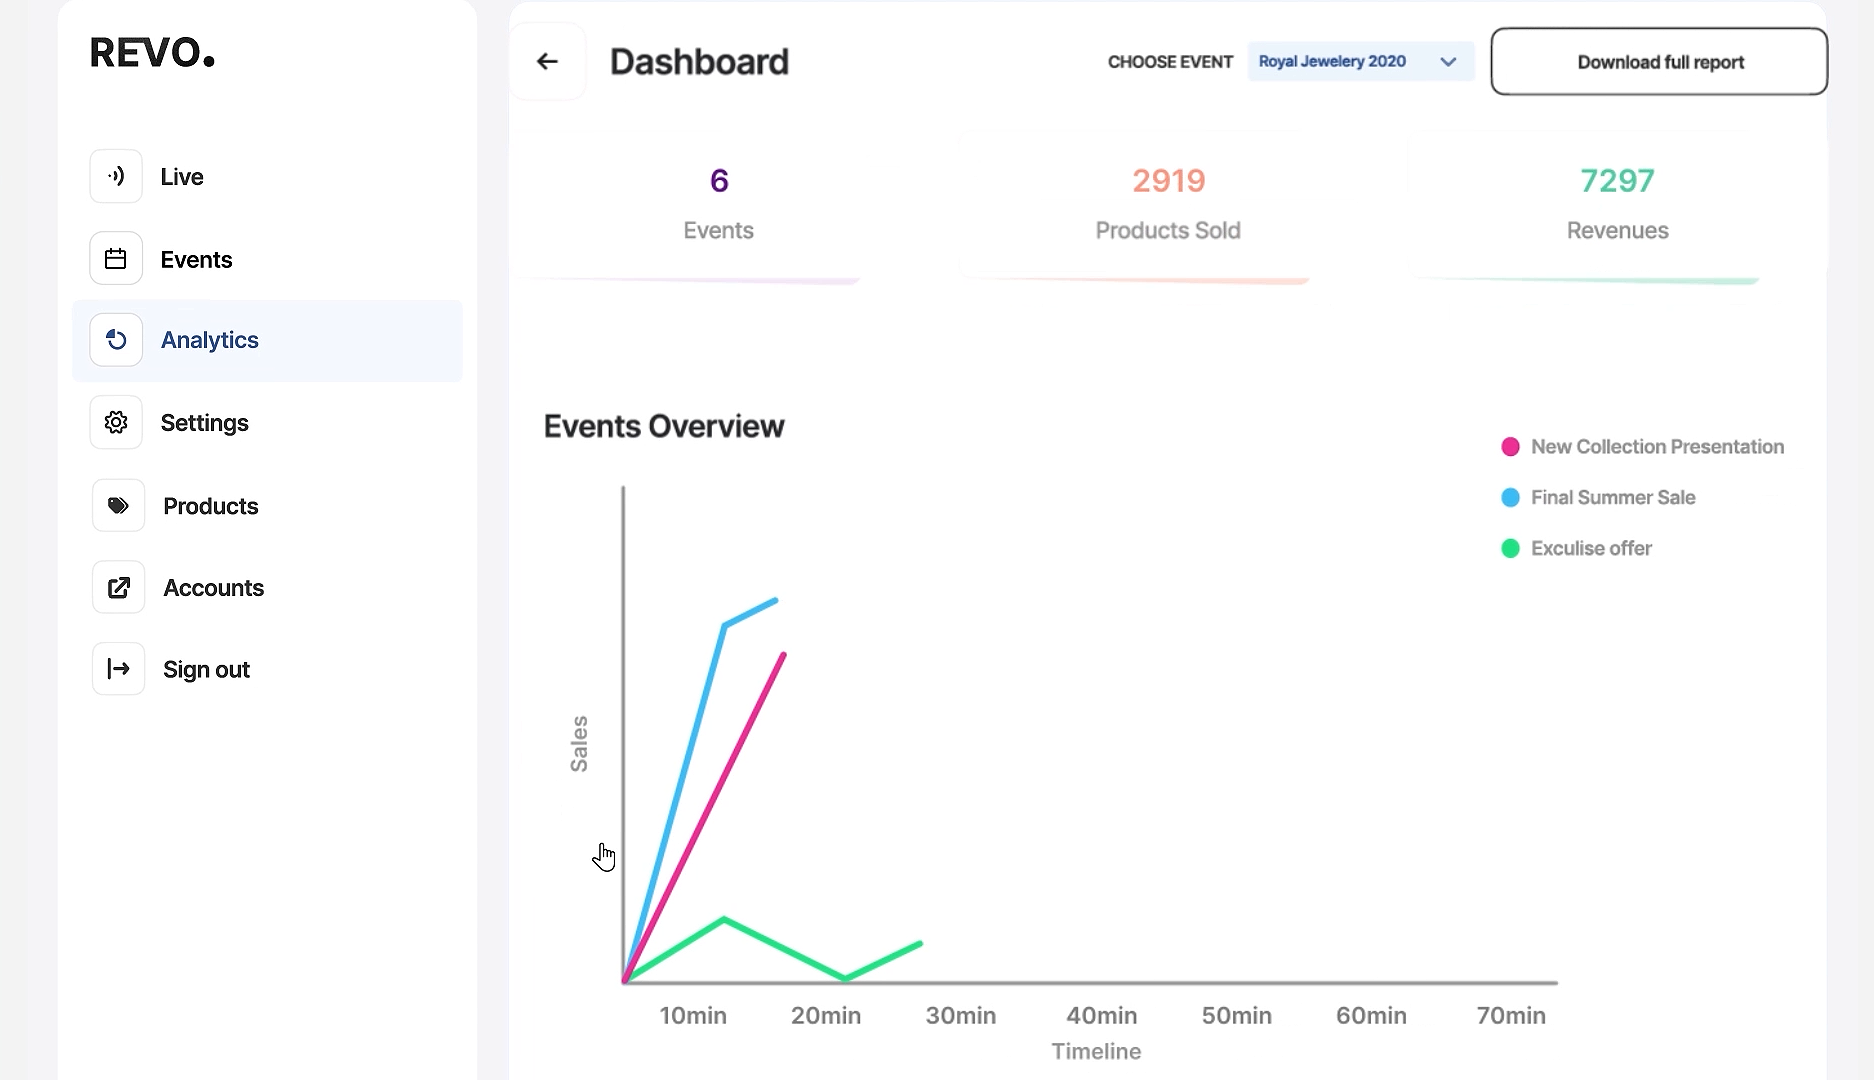 REVO.
Live
Events
Analytics
Settings
Products
Accounts
Sign out
Dashboard
CHOOSE EVENT
Royal Jewelery 2020
Download full report
6
Events
2919
Products Sold
7297
Revenues
Events Overview
New Collection Presentation
Final Summer Sale
Exculise offer
Sales
10min 20min 30min 40min 50min 60min 70min
Timeline